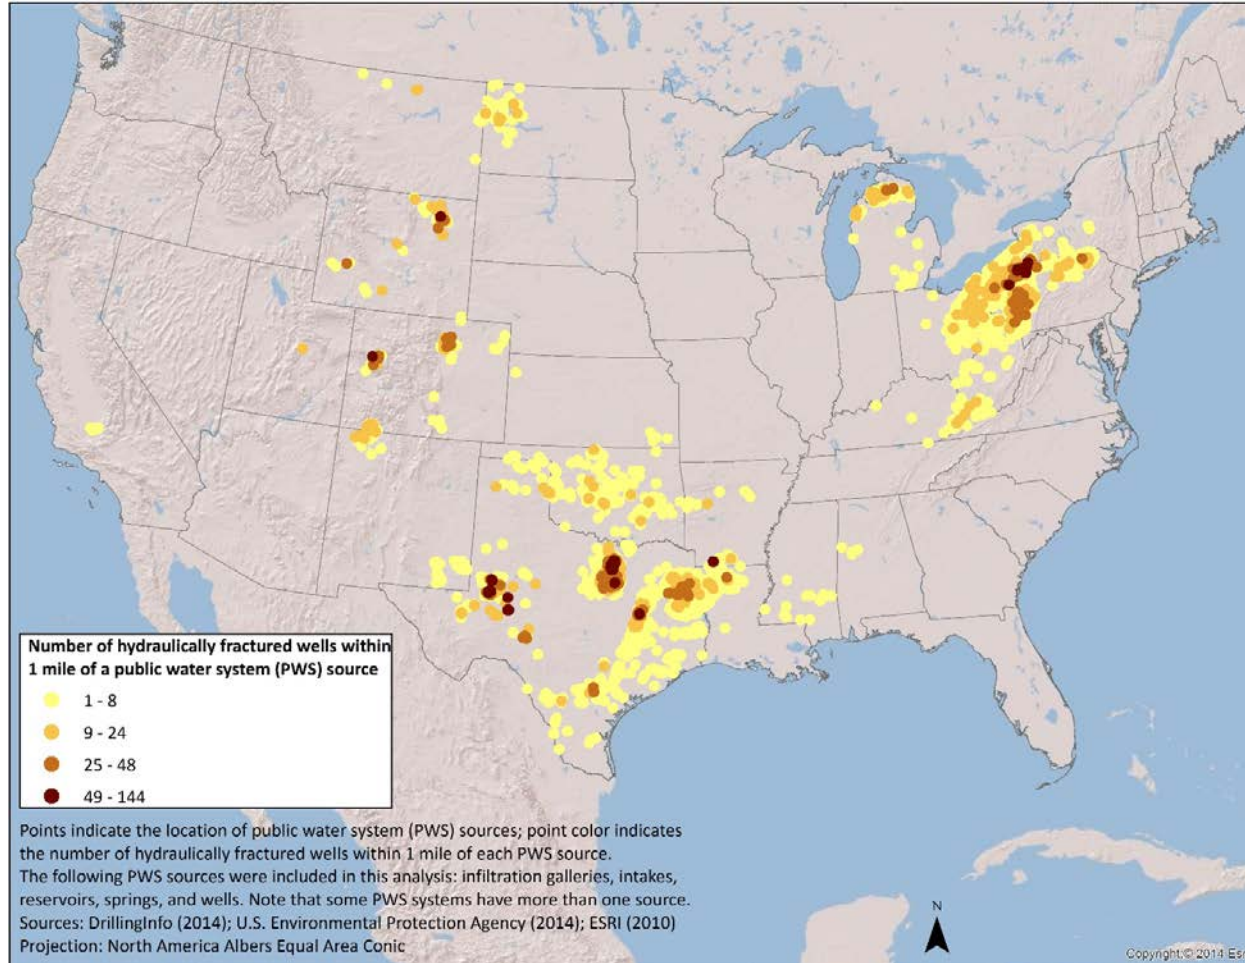 Number of hydraulically fractured wells within
1 mile of a public water system (PWS) source
1 - 8
9 - 24
25 - 48
49 - 144
Points indicate the location of public water system (PWS) sources; point color indicates
the number of hydraulically fractured wells within 1 mile of each PWS source.
The following PWS sources were included in this analysis: infiltration galleries, intakes,
reservoirs, springs, and wells. Note that some PWS systems have more than one source.
Sources: DrillingInfo (2014); U.S. Environmental Protection Agency (2014); ESRI (2010)
Projection: North America Albers Equal Area Conic
N
Copyright:© 2014 Esr